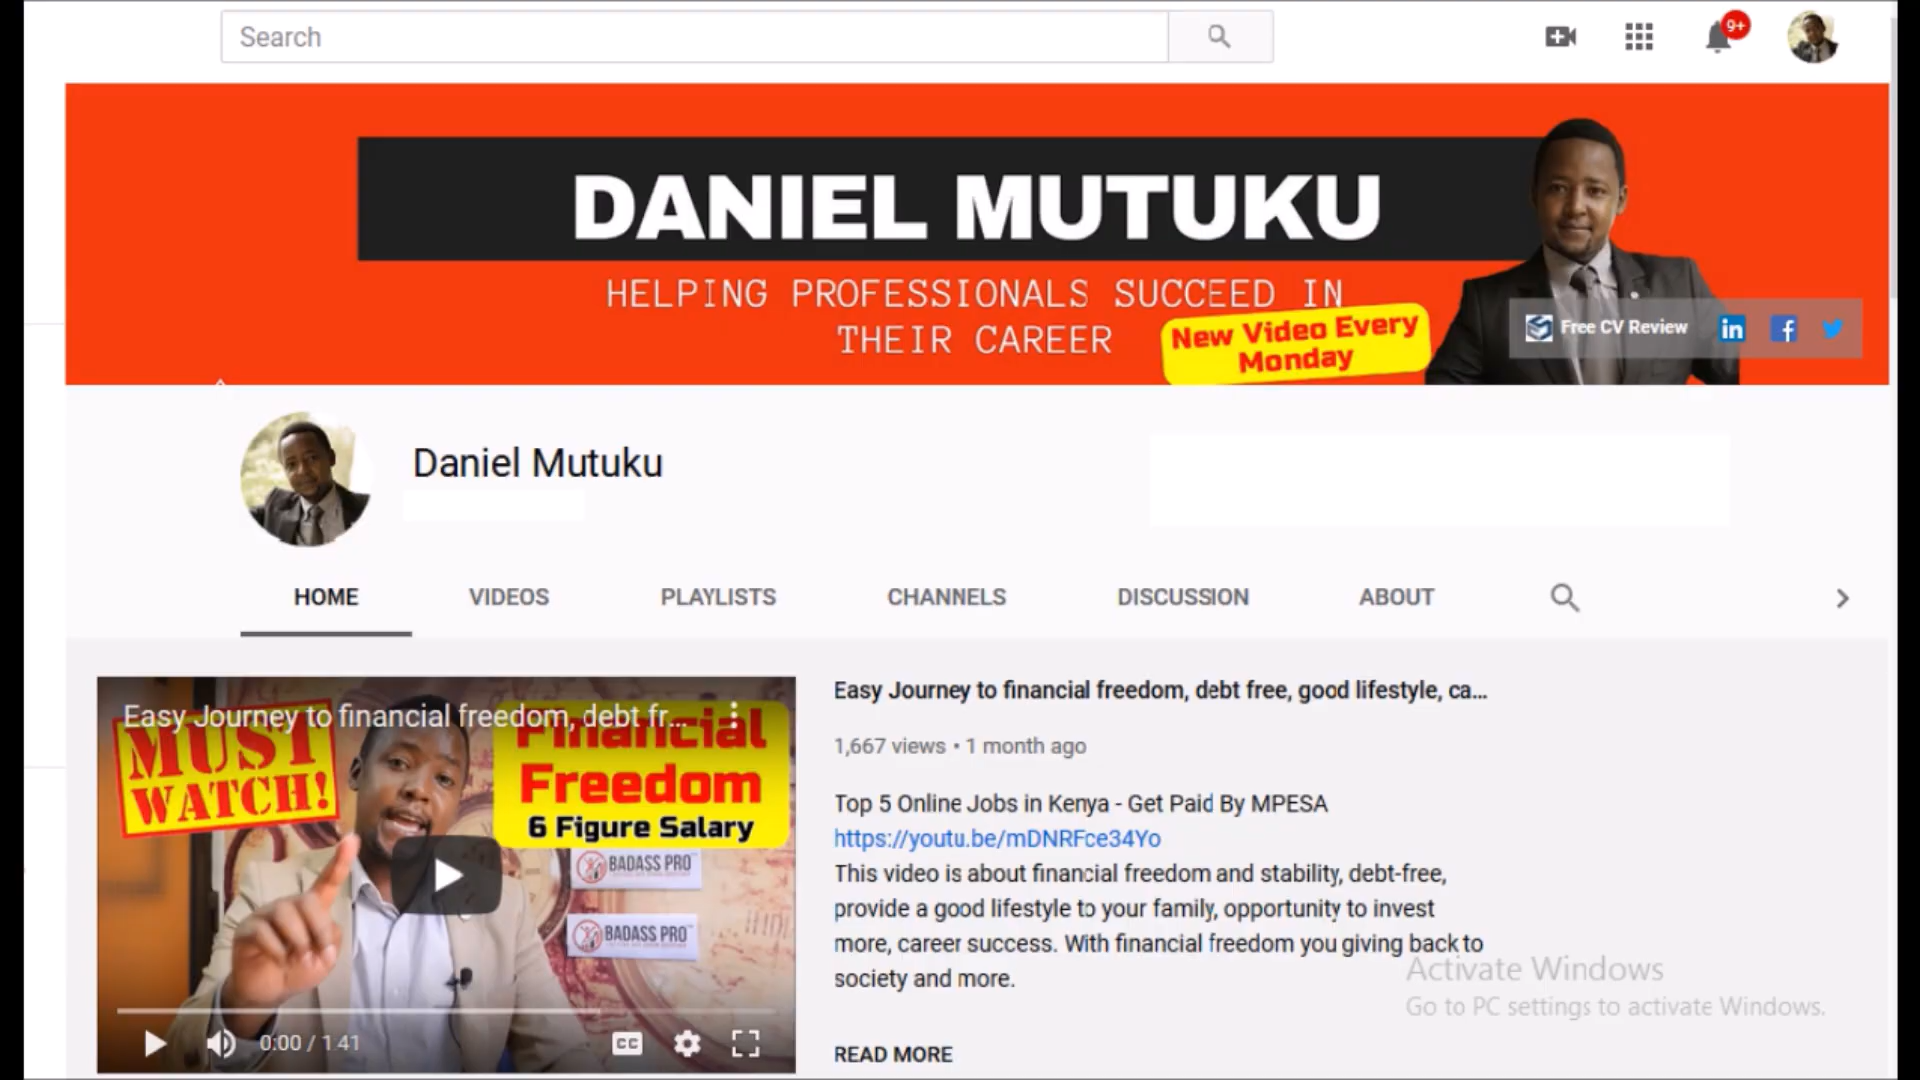 Search
9+
DANIEL MUTUKU
HELPING PROFESSIONALS SUCCEED IN
THEIR CAREER
New Video Every
Monday
Free CV Review
in
f
Daniel Mutuku
HOME
VIDEOS
PLAYLISTS
CHANNELS
DISCUSSION
ABOUT
Easy Journey to financial freedom, debt fr...
MUST
WATCH!
Financial
Freedom
6 Figure Salary
BADASS PRO
BADASS PRO
0:00 / 1:41
CC
Easy Journey to financial freedom, debt free, good lifestyle, ca...
1,667 views • 1 month ago
Top 5 Online Jobs in Kenya - Get Paid By MPESA
https://youtu.be/mDNRFce34Yo
This video is about financial freedom and stability, debt-free,
provide a good lifestyle to your family, opportunity to invest
more, career success. With financial freedom you giving back to
society and more.
READ MORE
Activate Windows
Go to PC settings to activate Windows.